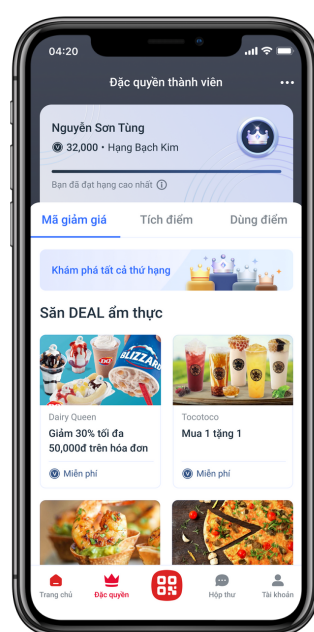 04:20
Đặc quyền thành viên
Nguyễn Sơn Tùng
32,000 • Hạng Bạch Kim
Bạn đã đạt hạng cao nhất
Mã giảm giá Tích điểm Dùng điểm
Khám phá tất cả thứ hạng
Săn DEAL ẩm thực
DQ
BLIZZARD
Dairy Queen
Giảm 30% tối đa
50,000đ trên hóa đơn
Miễn phí
Tocotoco
Mua 1 tặng 1
Miễn phí
Trang chủ Đặc quyền Hộp thư Tài khoản